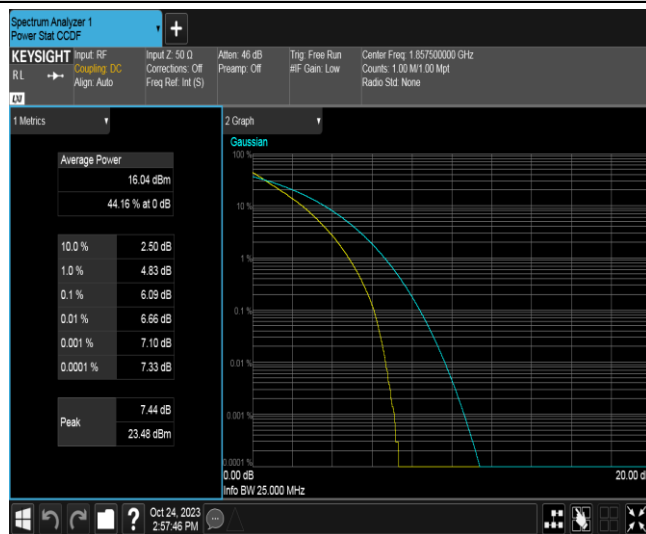 Spectrum Analyzer 1
Power Stat CCDF
+
KEYSIGHT
RL
Input: RF
Coupling: DC
Align: Auto
Input Z: 50 Ω
Corrections: Off
Freq Ref: Int (S)
Atten: 46 dB
Preamp: Off
Trig: Free Run
#IF Gain: Low
Center Freq: 1.857500000 GHz
Counts: 1.00 M/1.00 Mpt
Radio Std: None
LXI
1 Metrics
Average Power
16.04 dBm
44.16 % at 0 dB
10.0 % 2.50 dB
1.0 % 4.83 dB
0.1 % 6.09 dB
0.01 % 6.66 dB
0.001 % 7.10 dB
0.0001 % 7.33 dB
Peak
7.44 dB
23.48 dBm
2 Graph
Gaussian
100 %
10 %
1 %
0.1 %
0.01 %
0.001 %
0.0001 %
0.00 dB
20.00 d
Info BW 25.000 MHz
?
Oct 24, 2023
2:57:46 PM